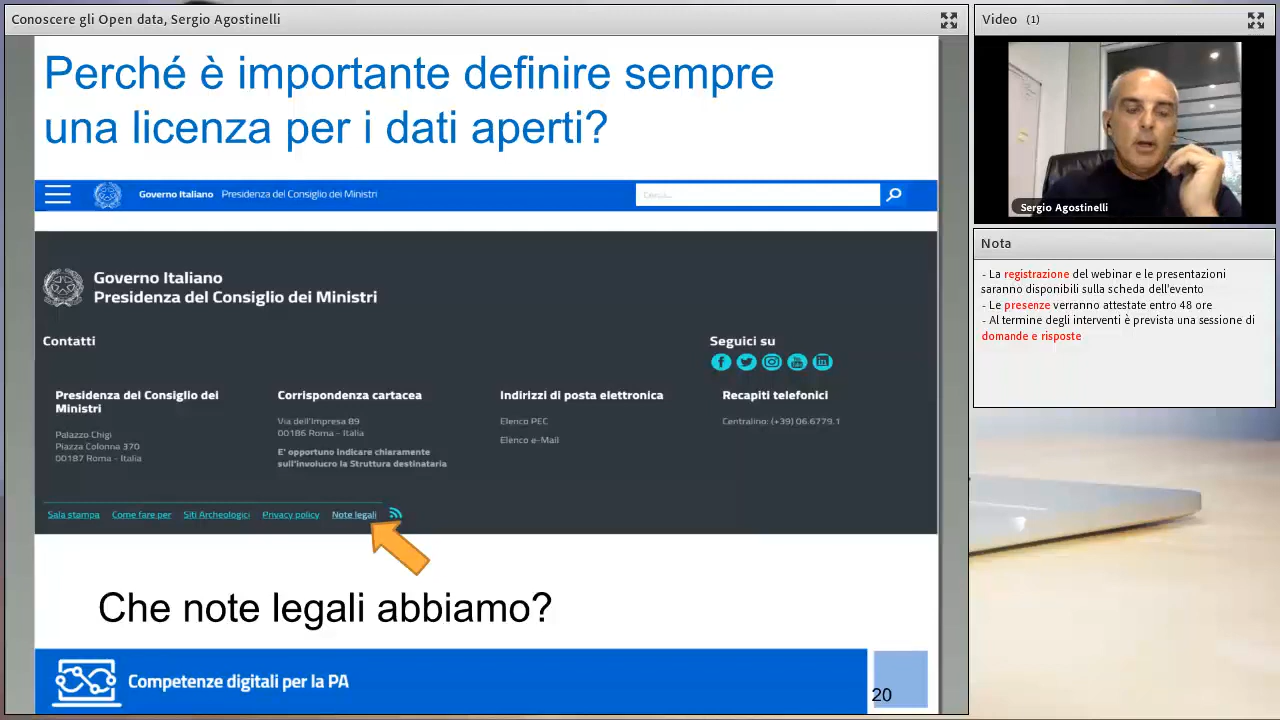 Conoscere gli Open data, Sergio Agostinelli
Perché è importante definire sempre
una licenza per i dati aperti?
Governo Italiano Presidenza del Consiglio dei Ministri
Cerca...
Governo Italiano
Presidenza del Consiglio dei Ministri
Contatti
Seguici su
Presidenza del Consiglio dei
Ministri
Palazzo Chigi
Piazza Colonna 370
00187 Roma - Italia
Corrispondenza cartacea
Via dell'Impresa 89
00186 Roma - Italia
E' opportuno indicare chiaramente
sull'involucro la Struttura destinataria
Indirizzi di posta elettronica
Elenco PEC
Elenco e-Mail
Recapiti telefonici
Centralino: (+39) 06.6779.1
Sala stampa Come fare per Siti Archeologici Privacy policy Note legali
Che note legali abbiamo?
Competenze digitali per la PA
20
Video (1)
Sergio Agostinelli
Nota
- La registrazione del webinar e le presentazioni
saranno disponibili sulla scheda dell'evento
- Le presenze verranno attestate entro 48 ore
- Al termine degli interventi è prevista una sessione di
domande e risposte